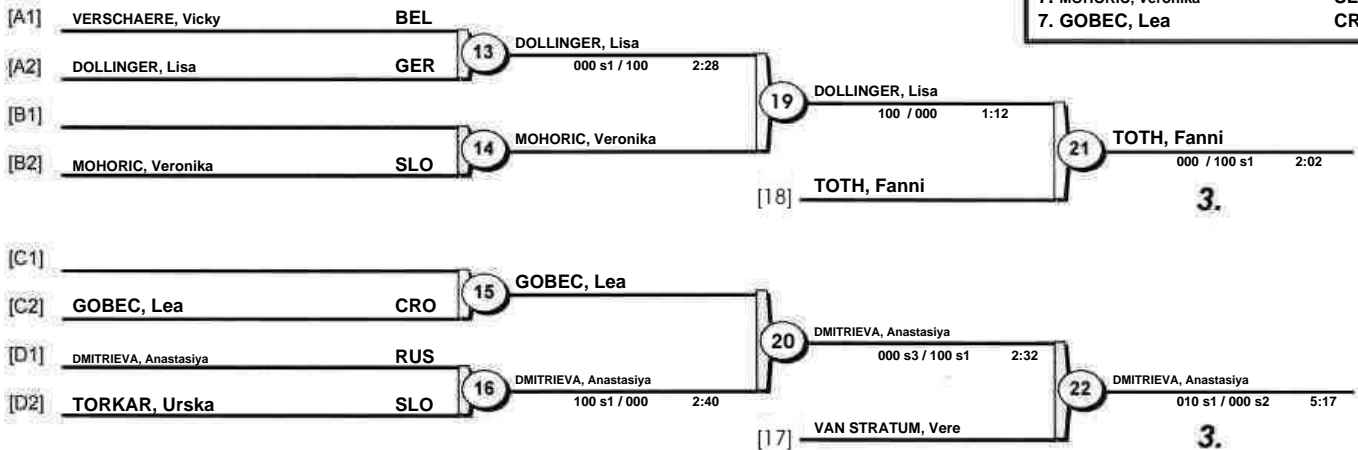 [A1] VERSCHAERE, Vicky BEL
[A2] DOLLINGER, Lisa GER
13 DOLLINGER, Lisa
000 s1 / 100 2:28
[B1]
[B2] MOHORIC, Veronika SLO
14 MOHORIC, Veronika
19 DOLLINGER, Lisa
100 / 000 1:12
[18] TOTH, Fanni
21 TOTH, Fanni
000 / 100 s1 2:02
3.
7. GOBEC, Lea CR
[C1]
[C2] GOBEC, Lea CRO
15 GOBEC, Lea
[D1] DMITRIEVA, Anastasiya RUS
[D2] TORKAR, Urska SLO
16 DMITRIEVA, Anastasiya
100 s1 / 000 2:40
20 DMITRIEVA, Anastasiya
000 s3 / 100 s1 2:32
[17] VAN STRATUM, Vere
22 DMITRIEVA, Anastasiya
010 s1 / 000 s2 5:17
3.